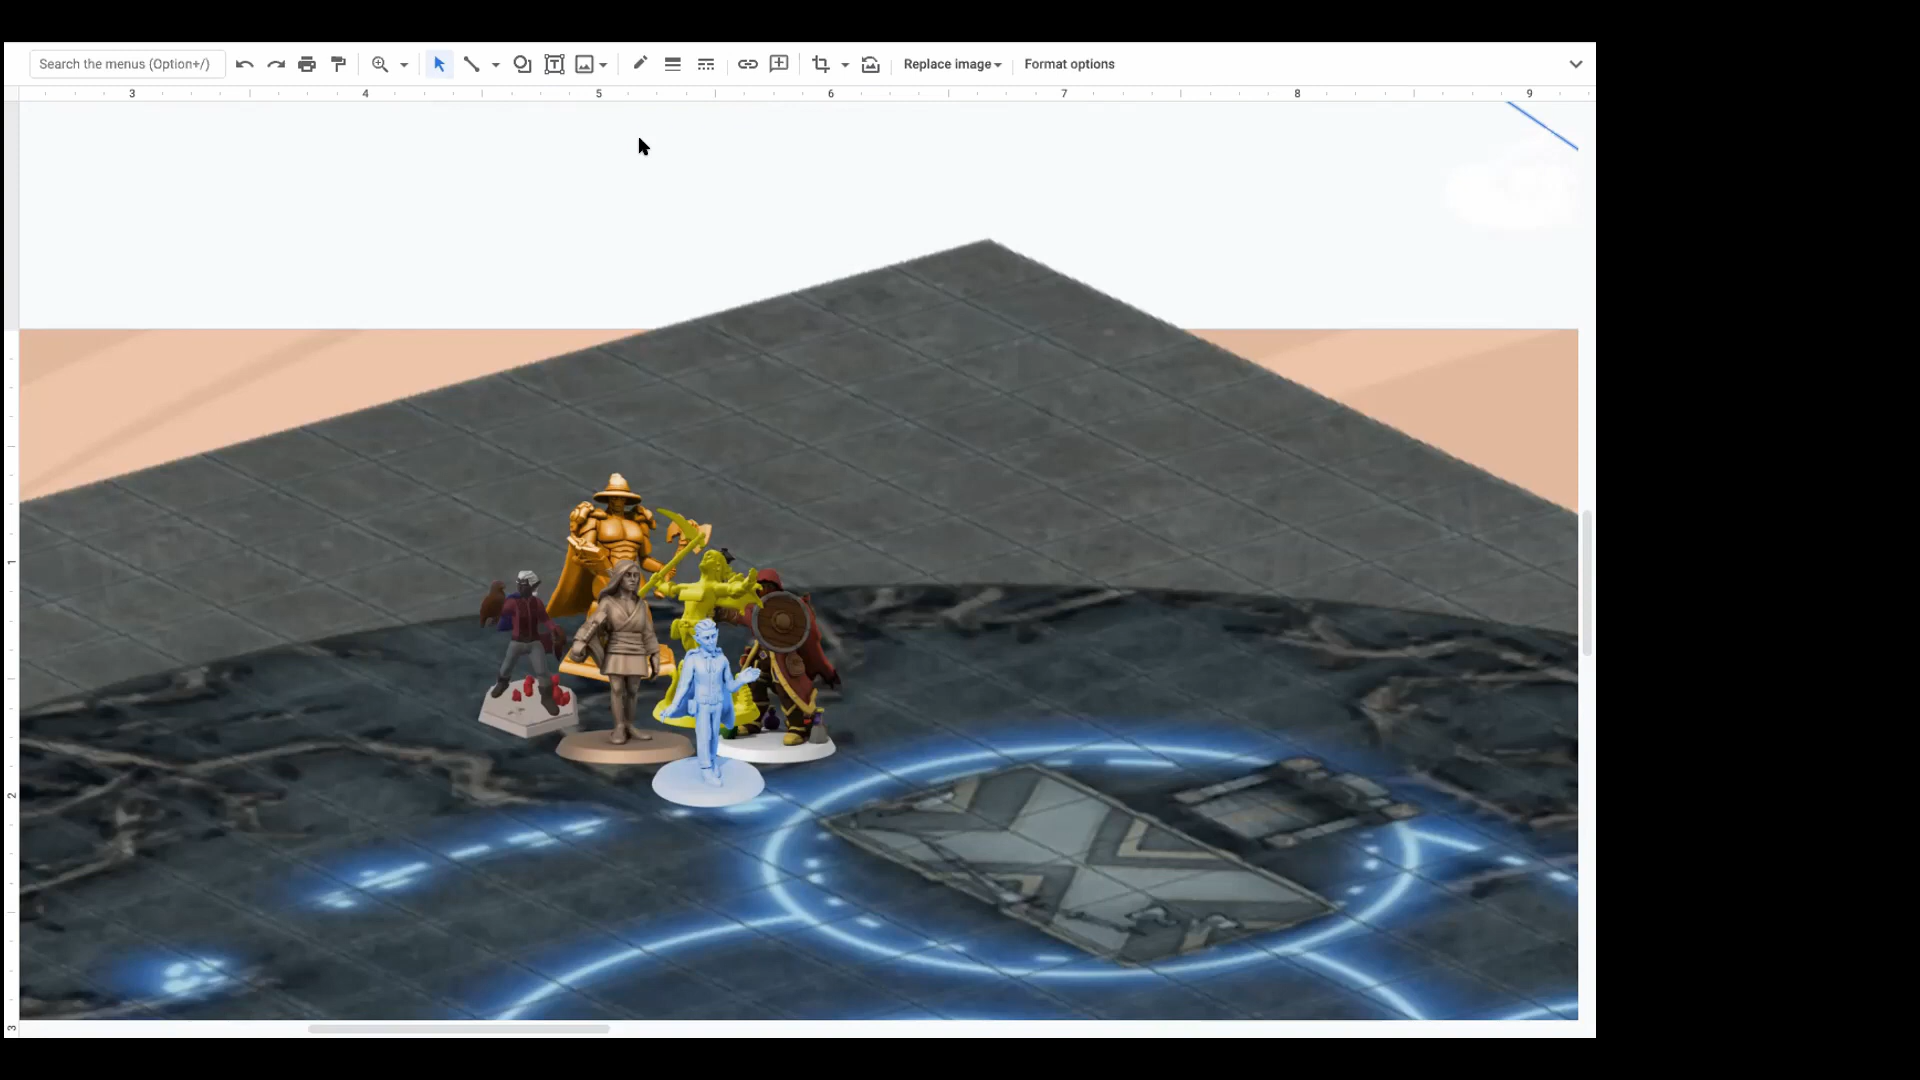 Search the menus (Option+/)
Replace image
Format options
3 4 5 6 7 8 9
1
2
3